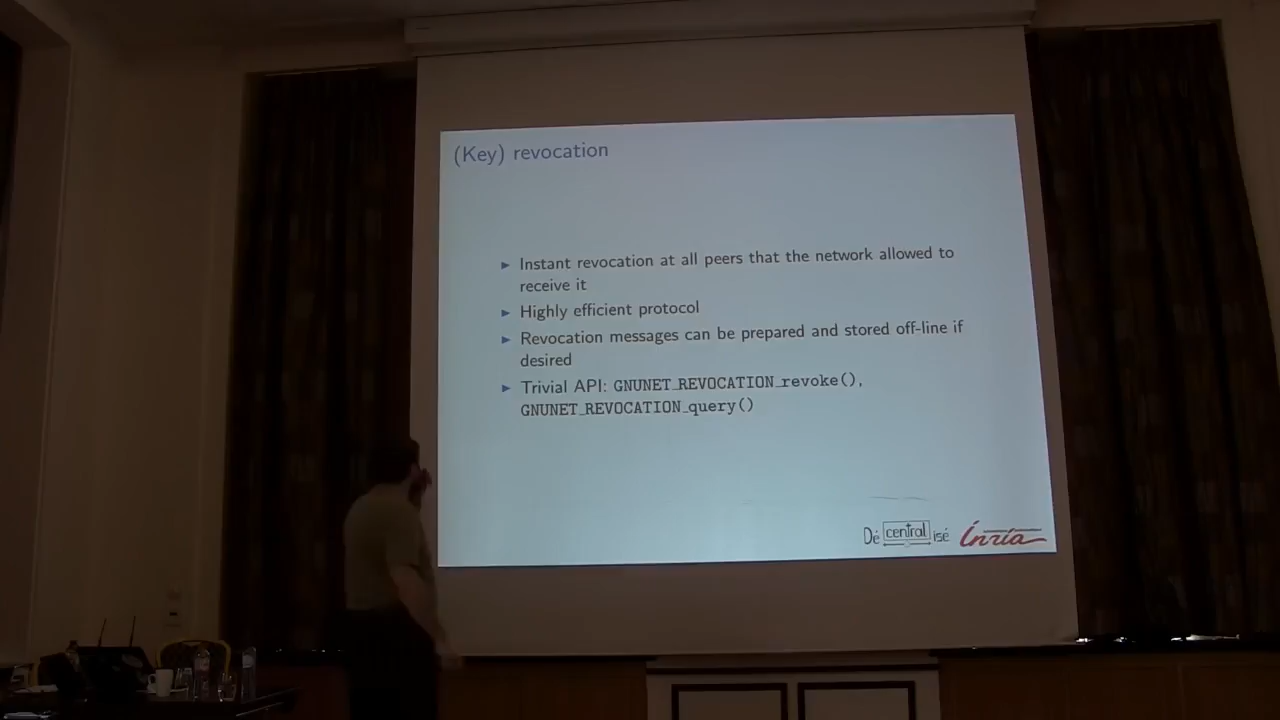 (Key) revocation
► Instant revocation at all peers that the network allowed to
receive it
► Highly efficient protocol
► Revocation messages can be prepared and stored off-line if
desired
► Trivial API: GNUNET_REVOCATION_revoke(),
GNUNET_REVOCATION_query()
Dé central isé Inria